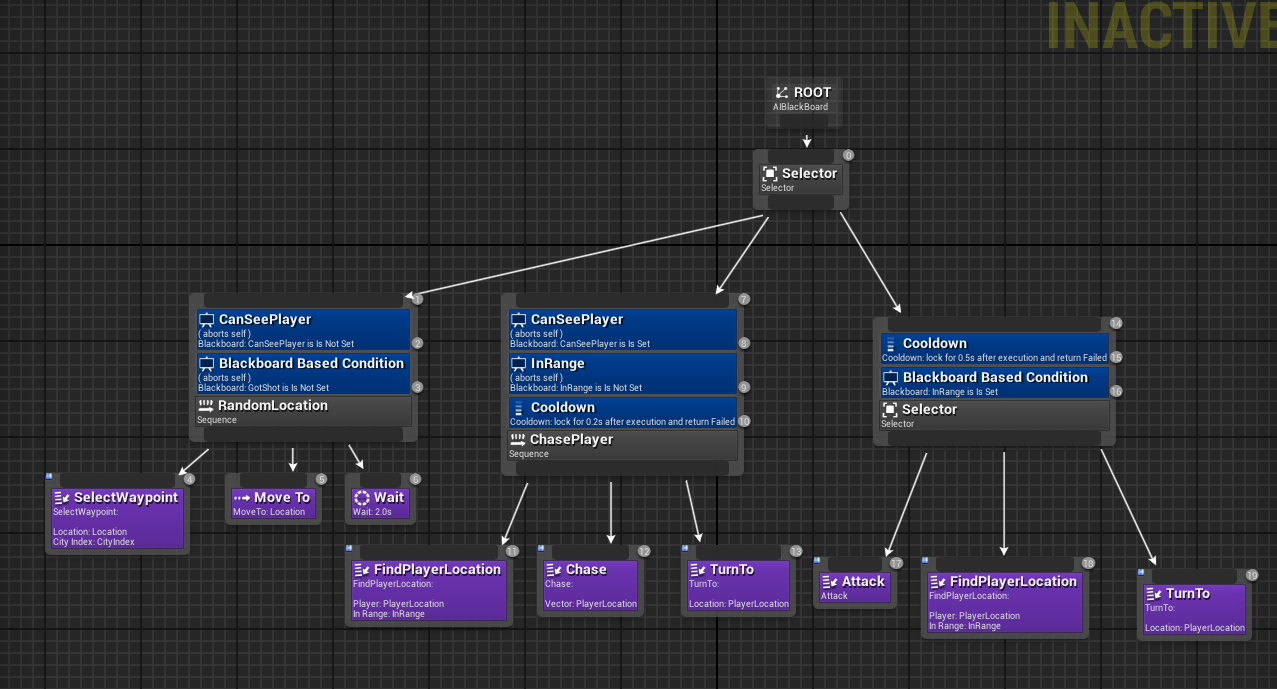 INACTIVE
ROOT
AIBlackBoard
0
Selector
Selector
1
CanSeePlayer
( aborts self )
Blackboard: CanSeePlayer is Is Not Set
2
Blackboard Based Condition
( aborts self )
Blackboard: GotShot is Is Not Set
3
RandomLocation
Sequence
7
CanSeePlayer
( aborts self )
Blackboard: CanSeePlayer is Is Set
8
InRange
( aborts self )
Blackboard: InRange is Is Not Set
9
Cooldown
Cooldown: lock for 0.2s after execution and return Failed
10
ChasePlayer
Sequence
14
Cooldown
Cooldown: lock for 0.5s after execution and return Failed
15
Blackboard Based Condition
Blackboard: InRange is Is Set
16
Selector
Selector
4
SelectWaypoint
SelectWaypoint:
Location: Location
City Index: CityIndex
5
Move To
MoveTo: Location
6
Wait
Wait: 2.0s
11
FindPlayerLocation
FindPlayerLocation:
Player: PlayerLocation
In Range: InRange
12
Chase
Chase:
Vector: PlayerLocation
13
TurnTo
TurnTo:
Location: PlayerLocation
17
Attack
Attack
18
FindPlayerLocation
FindPlayerLocation:
Player: PlayerLocation
In Range: InRange
19
TurnTo
TurnTo:
Location: PlayerLocation